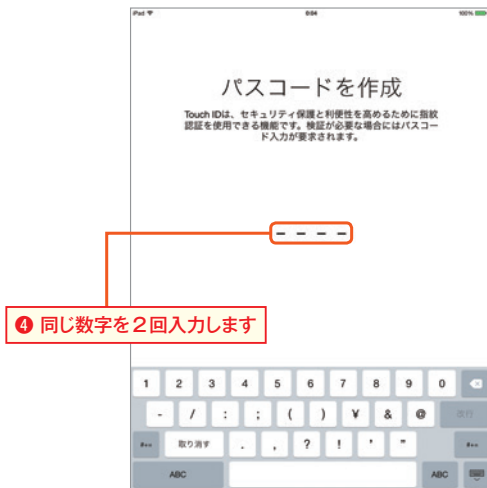 iPad 8:04 100%
パスコードを作成
Touch IDは、セキュリティ保護と利便性を高めるために指紋
認証を使用できる機能です。検証が必要な場合にはパスコー
ド入力が要求されます。
❹ 同じ数字を2回入力します
1 2 3 4 5 6 7 8 9 0
- / : ; ( ) ¥ & @ 改行
#+= 取り消す . , ? ! ' " #+=
ABC ABC